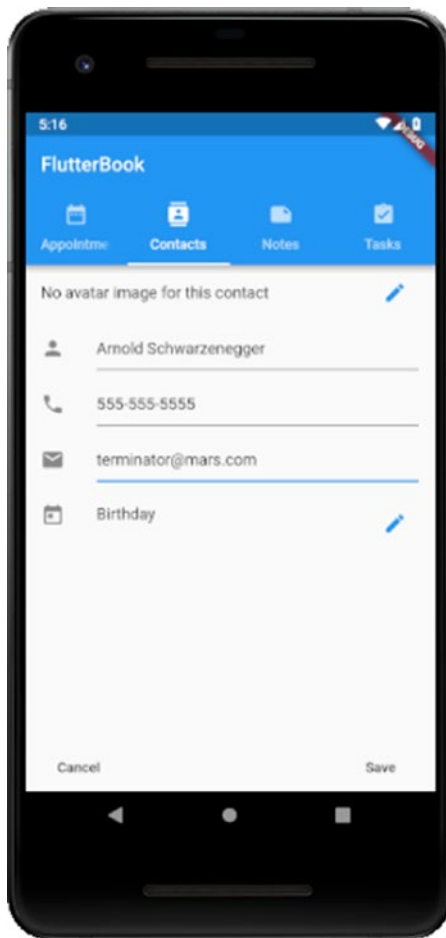 5:16
DEBUG
FlutterBook
Appointme
Contacts
Notes
Tasks
No avatar image for this contact
Arnold Schwarzenegger
555-555-5555
terminator@mars.com
Birthday
Cancel
Save